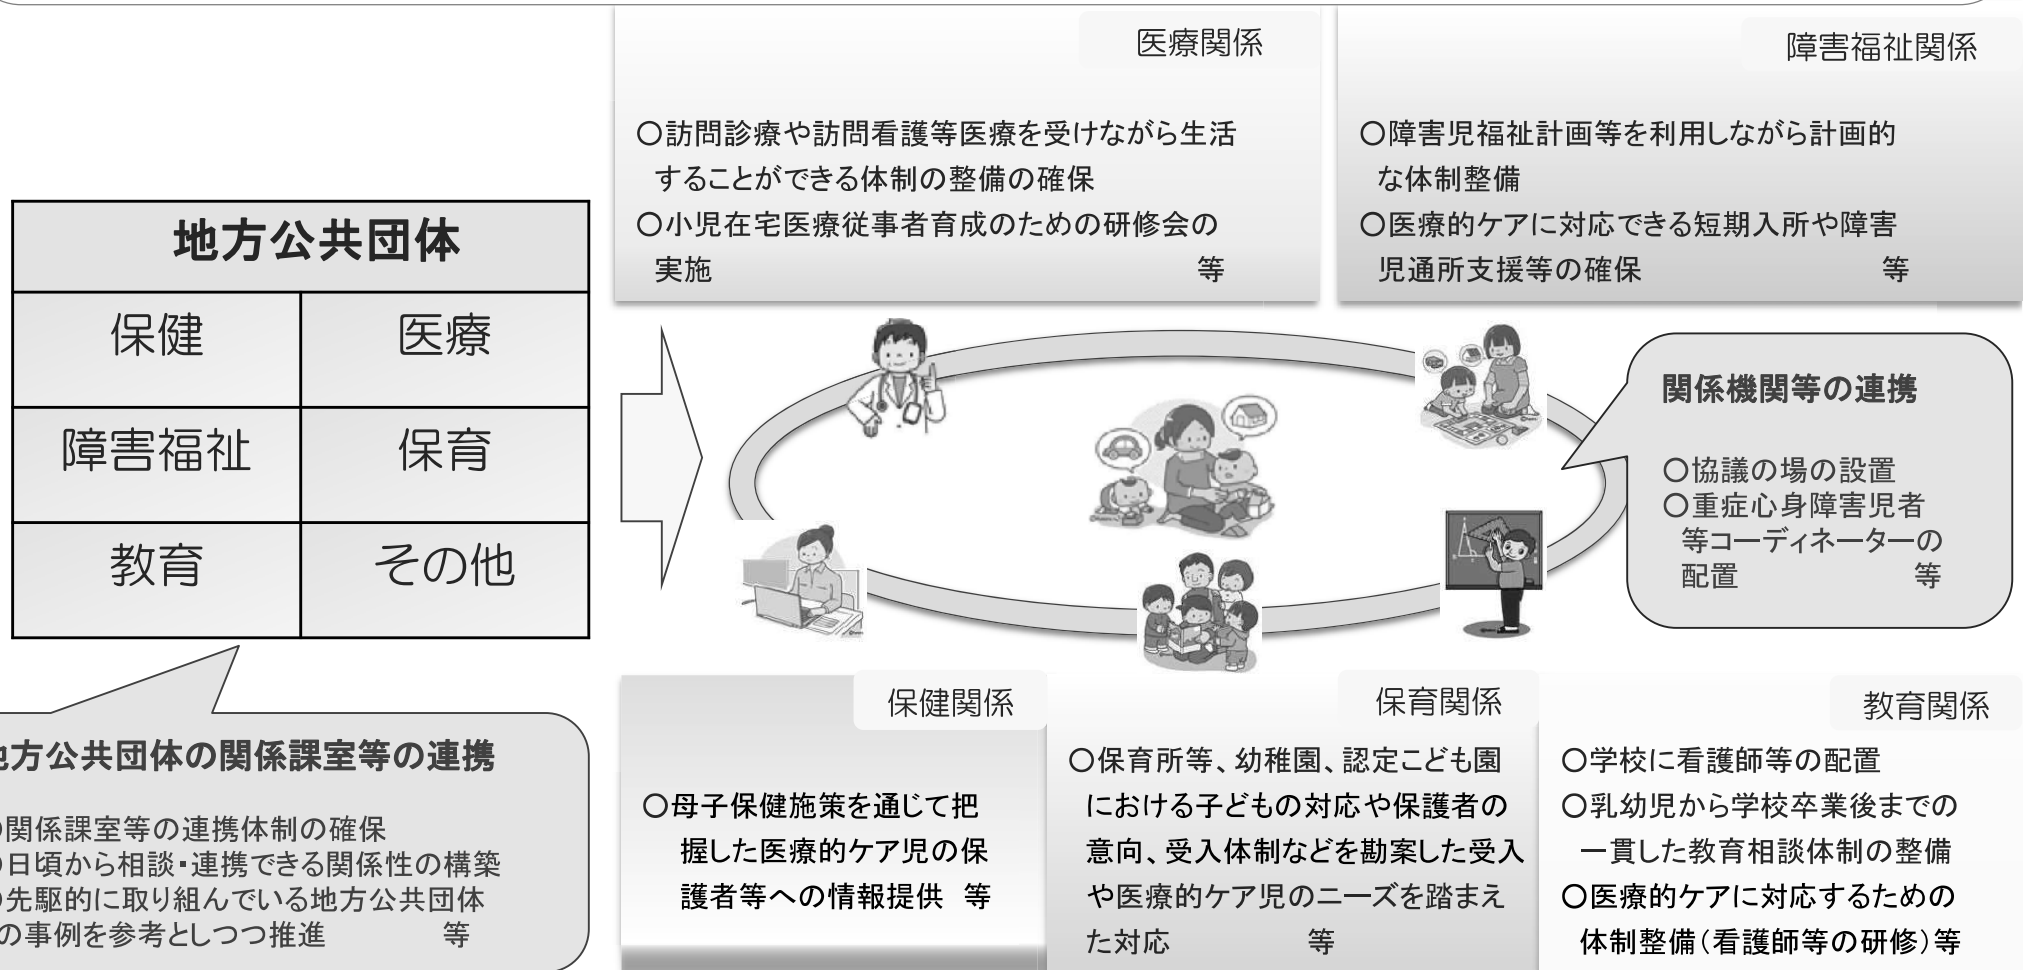 医療関係
〇訪問診療や訪問看護等医療を受けながら生活
することができる体制の整備の確保
〇小児在宅医療従事者育成のための研修会の
実施 等
障害福祉関係
〇障害児福祉計画等を利用しながら計画的
な体制整備
〇医療的ケアに対応できる短期入所や障害
児通所支援等の確保 等
地方公共団体
保健 医療
障害福祉 保育
教育 その他
関係機関等の連携
〇協議の場の設置
〇重症心身障害児者
等コーディネーターの
配置 等
地方公共団体の関係課室等の連携
〇関係課室等の連携体制の確保
〇日頃から相談・連携できる関係性の構築
〇先駆的に取り組んでいる地方公共団体
の事例を参考としつつ推進 等
保健関係
〇母子保健施策を通じて把
握した医療的ケア児の保
護者等への情報提供 等
保育関係
〇保育所等、幼稚園、認定こども園
における子どもの対応や保護者の
意向、受入体制などを勘案した受入
や医療的ケア児のニーズを踏まえ
た対応 等
教育関係
〇学校に看護師等の配置
〇乳幼児から学校卒業後までの
一貫した教育相談体制の整備
〇医療的ケアに対応するための
体制整備（看護師等の研修）等